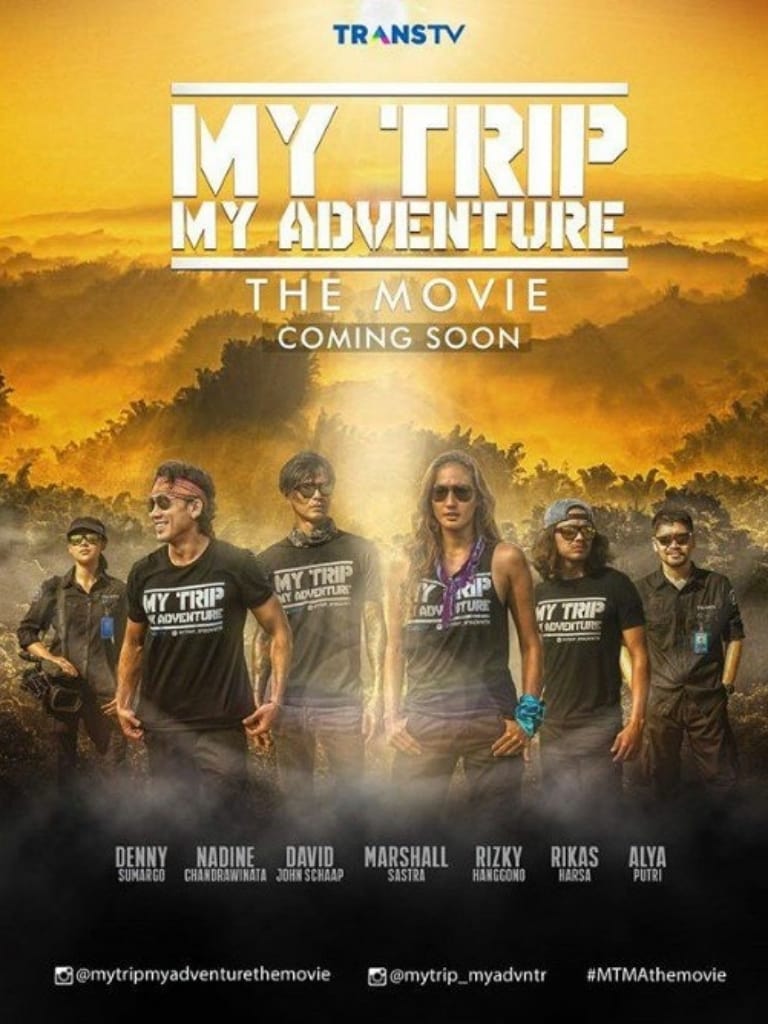 TRANSTV
MY TRIP
MY ADVENTURE
THE MOVIE
COMING SOON
MY TRIP
MY ADVENTURE
MY TRIP
MY ADVENTURE
MY TRIP
MY ADVENTURE
MY TRIP
MY ADVENTURE
DENNY SUMARGO
NADINE CHANDRAWINATA
DAVID JOHN SCHAAP
MARSHALL SASTRA
RIZKY HANGGONO
RIKAS HARSA
ALYA PUTRI
@mytripmyadventurethemovie @mytrip_myadvntr #MTMAthemovie